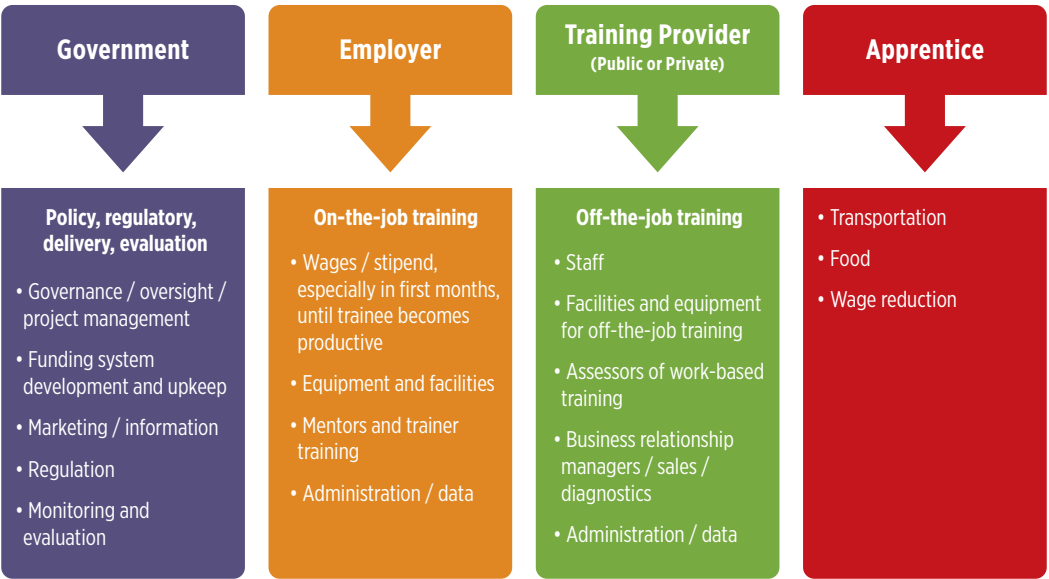 Government
Policy, regulatory,
delivery, evaluation
• Governance / oversight /
project management
• Funding system
development and upkeep
• Marketing / information
• Regulation
• Monitoring and
evaluation
Employer
On-the-job training
• Wages / stipend,
especially in first months,
until trainee becomes
productive
• Equipment and facilities
• Mentors and trainer
training
• Administration / data
Training Provider
(Public or Private)
Off-the-job training
• Staff
• Facilities and equipment
for off-the-job training
• Assessors of work-based
training
• Business relationship
managers / sales /
diagnostics
• Administration / data
Apprentice
• Transportation
• Food
• Wage reduction